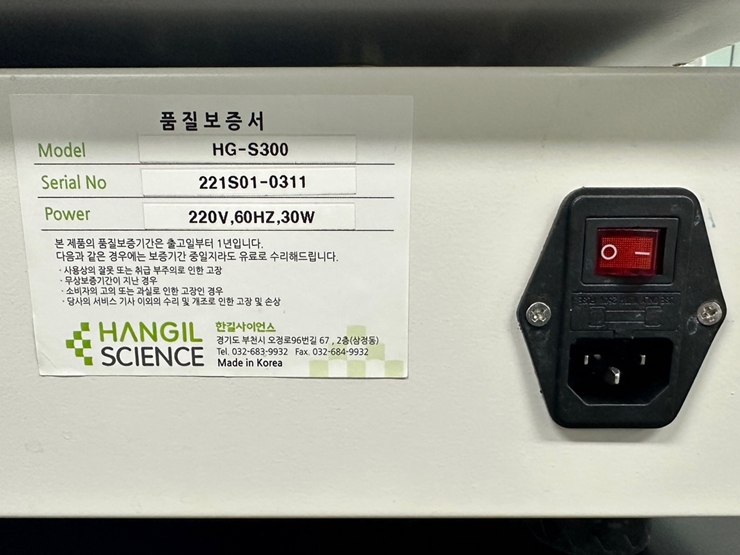 품질보증서
Model HG-S300
Serial No 221S01-0311
Power 220V,60HZ,30W
본 제품의 품질보증기간은 출고일부터 1년입니다.
다음과 같은 경우에는 보증기간 중일지라도 유료로 수리해드립니다.
· 사용상의 잘못 또는 취급 부주의로 인한 고장
· 무상보증기간이 지난 경우
· 소비자의 고의 또는 과실로 인한 고장인 경우
· 당사의 서비스 기사 이외의 수리 및 개조로 인한 고장 및 손상
HANGIL
SCIENCE
한길사이언스
경기도 부천시 오정로96번길 67 , 2층(삼정동)
Tel. 032-683-9932 Fax. 032-684-9932
Made in Korea